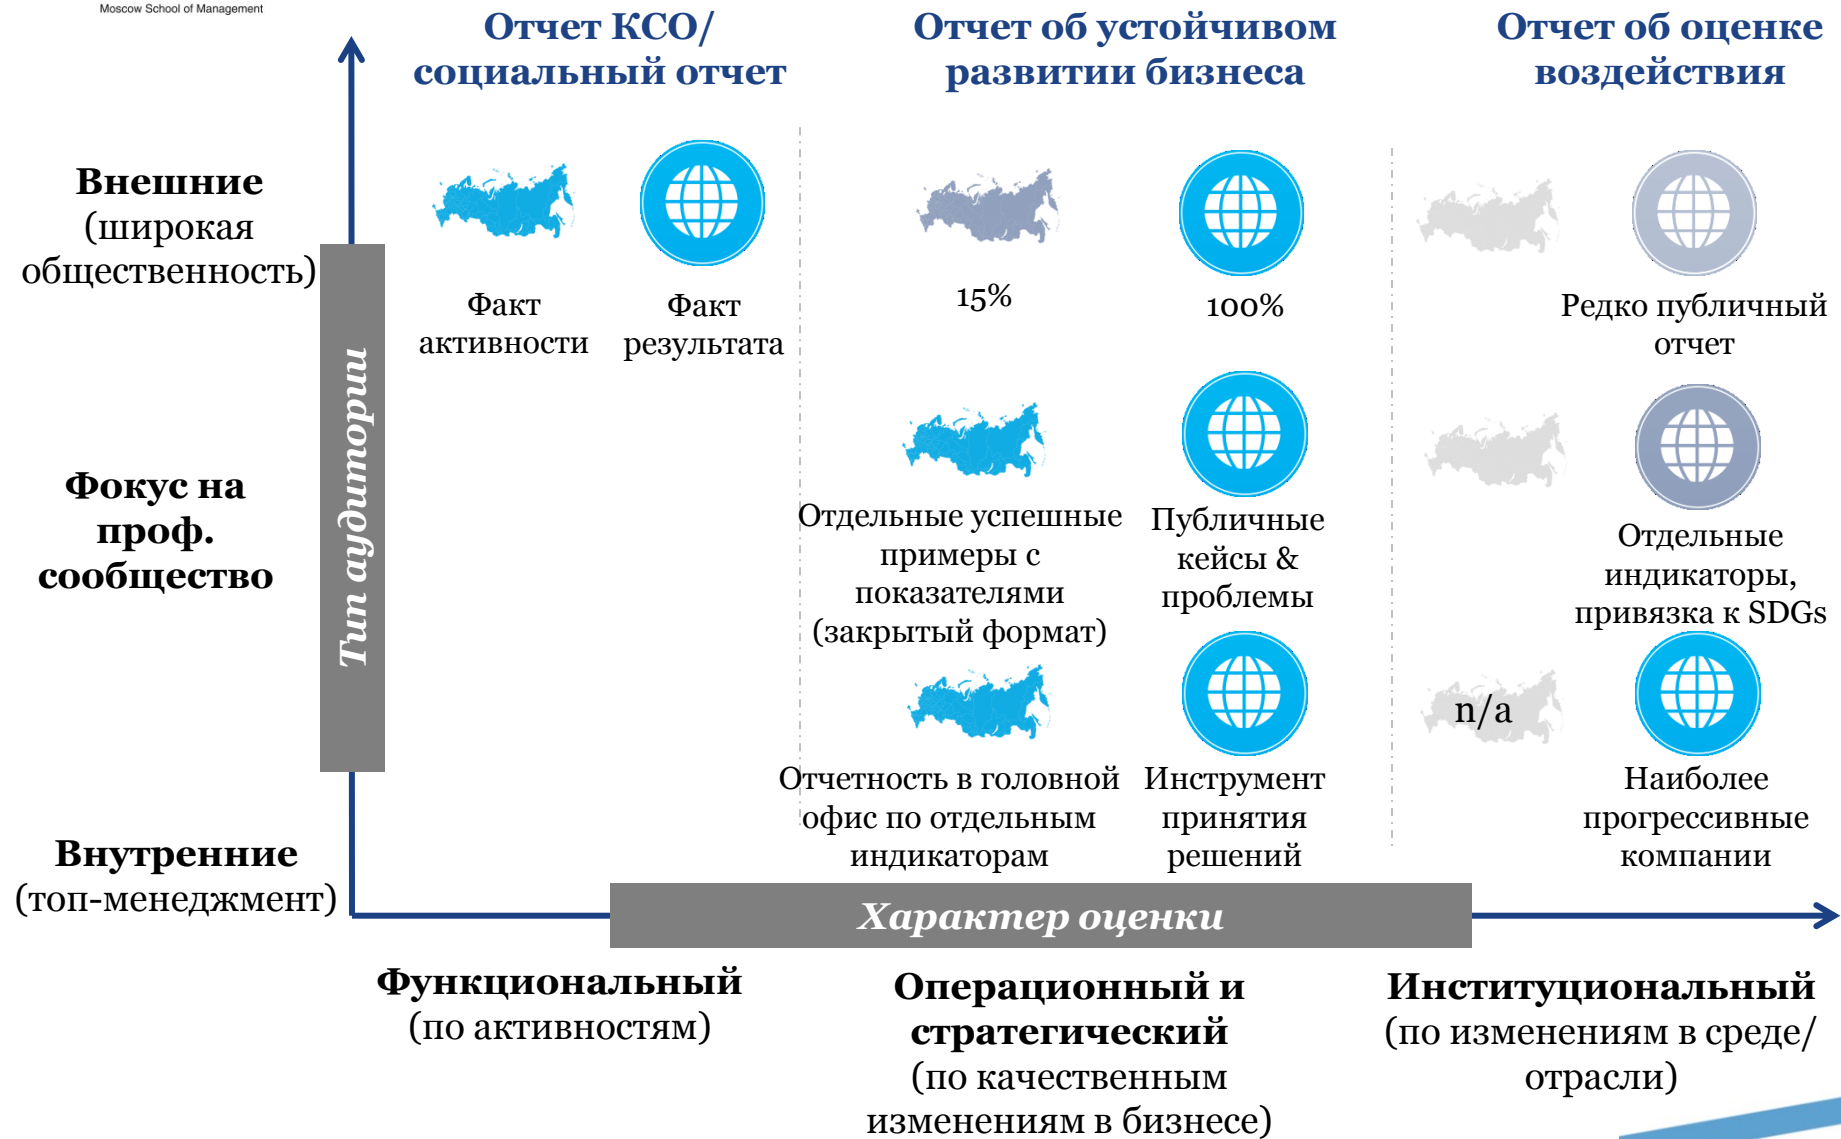 Moscow School of Management
Отчет КСО/
социальный отчет
Отчет об устойчивом
развитии бизнеса
Отчет об оценке
воздействия
Внешние
(широкая
общественность)
Факт
активности
Факт
результата
15%
100%
Редко публичный
отчет
Тип аудитории
Фокус на
проф.
сообщество
Отдельные успешные
примеры с
показателями
(закрытый формат)
Публичные
кейсы &
проблемы
Отдельные
индикаторы,
привязка к SDGs
n/a
Внутренние
(топ-менеджмент)
Отчетность в головной
офис по отдельным
индикаторам
Инструмент
принятия
решений
Наиболее
прогрессивные
компании
Характер оценки
Функциональный
(по активностям)
Операционный и
стратегический
(по качественным
изменениям в бизнесе)
Институциональный
(по изменениям в среде/
отрасли)